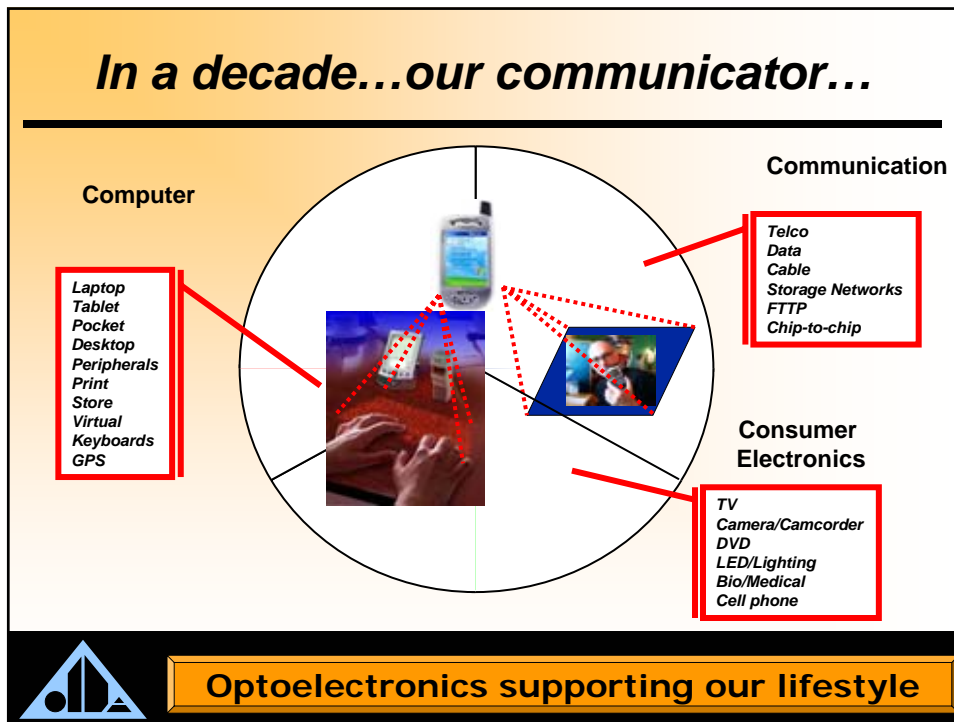 In a decade…our communicator…
Communication
Computer
Telco
Data
Cable
Storage Networks
FTTP
Chip-to-chip
Laptop
Tablet
Pocket
Desktop
Peripherals
Print
Store
Virtual
Keyboards
GPS
Consumer
Electronics
TV
Camera/Camcorder
DVD
LED/Lighting
Bio/Medical
Cell phone
Optoelectronics supporting our lifestyle